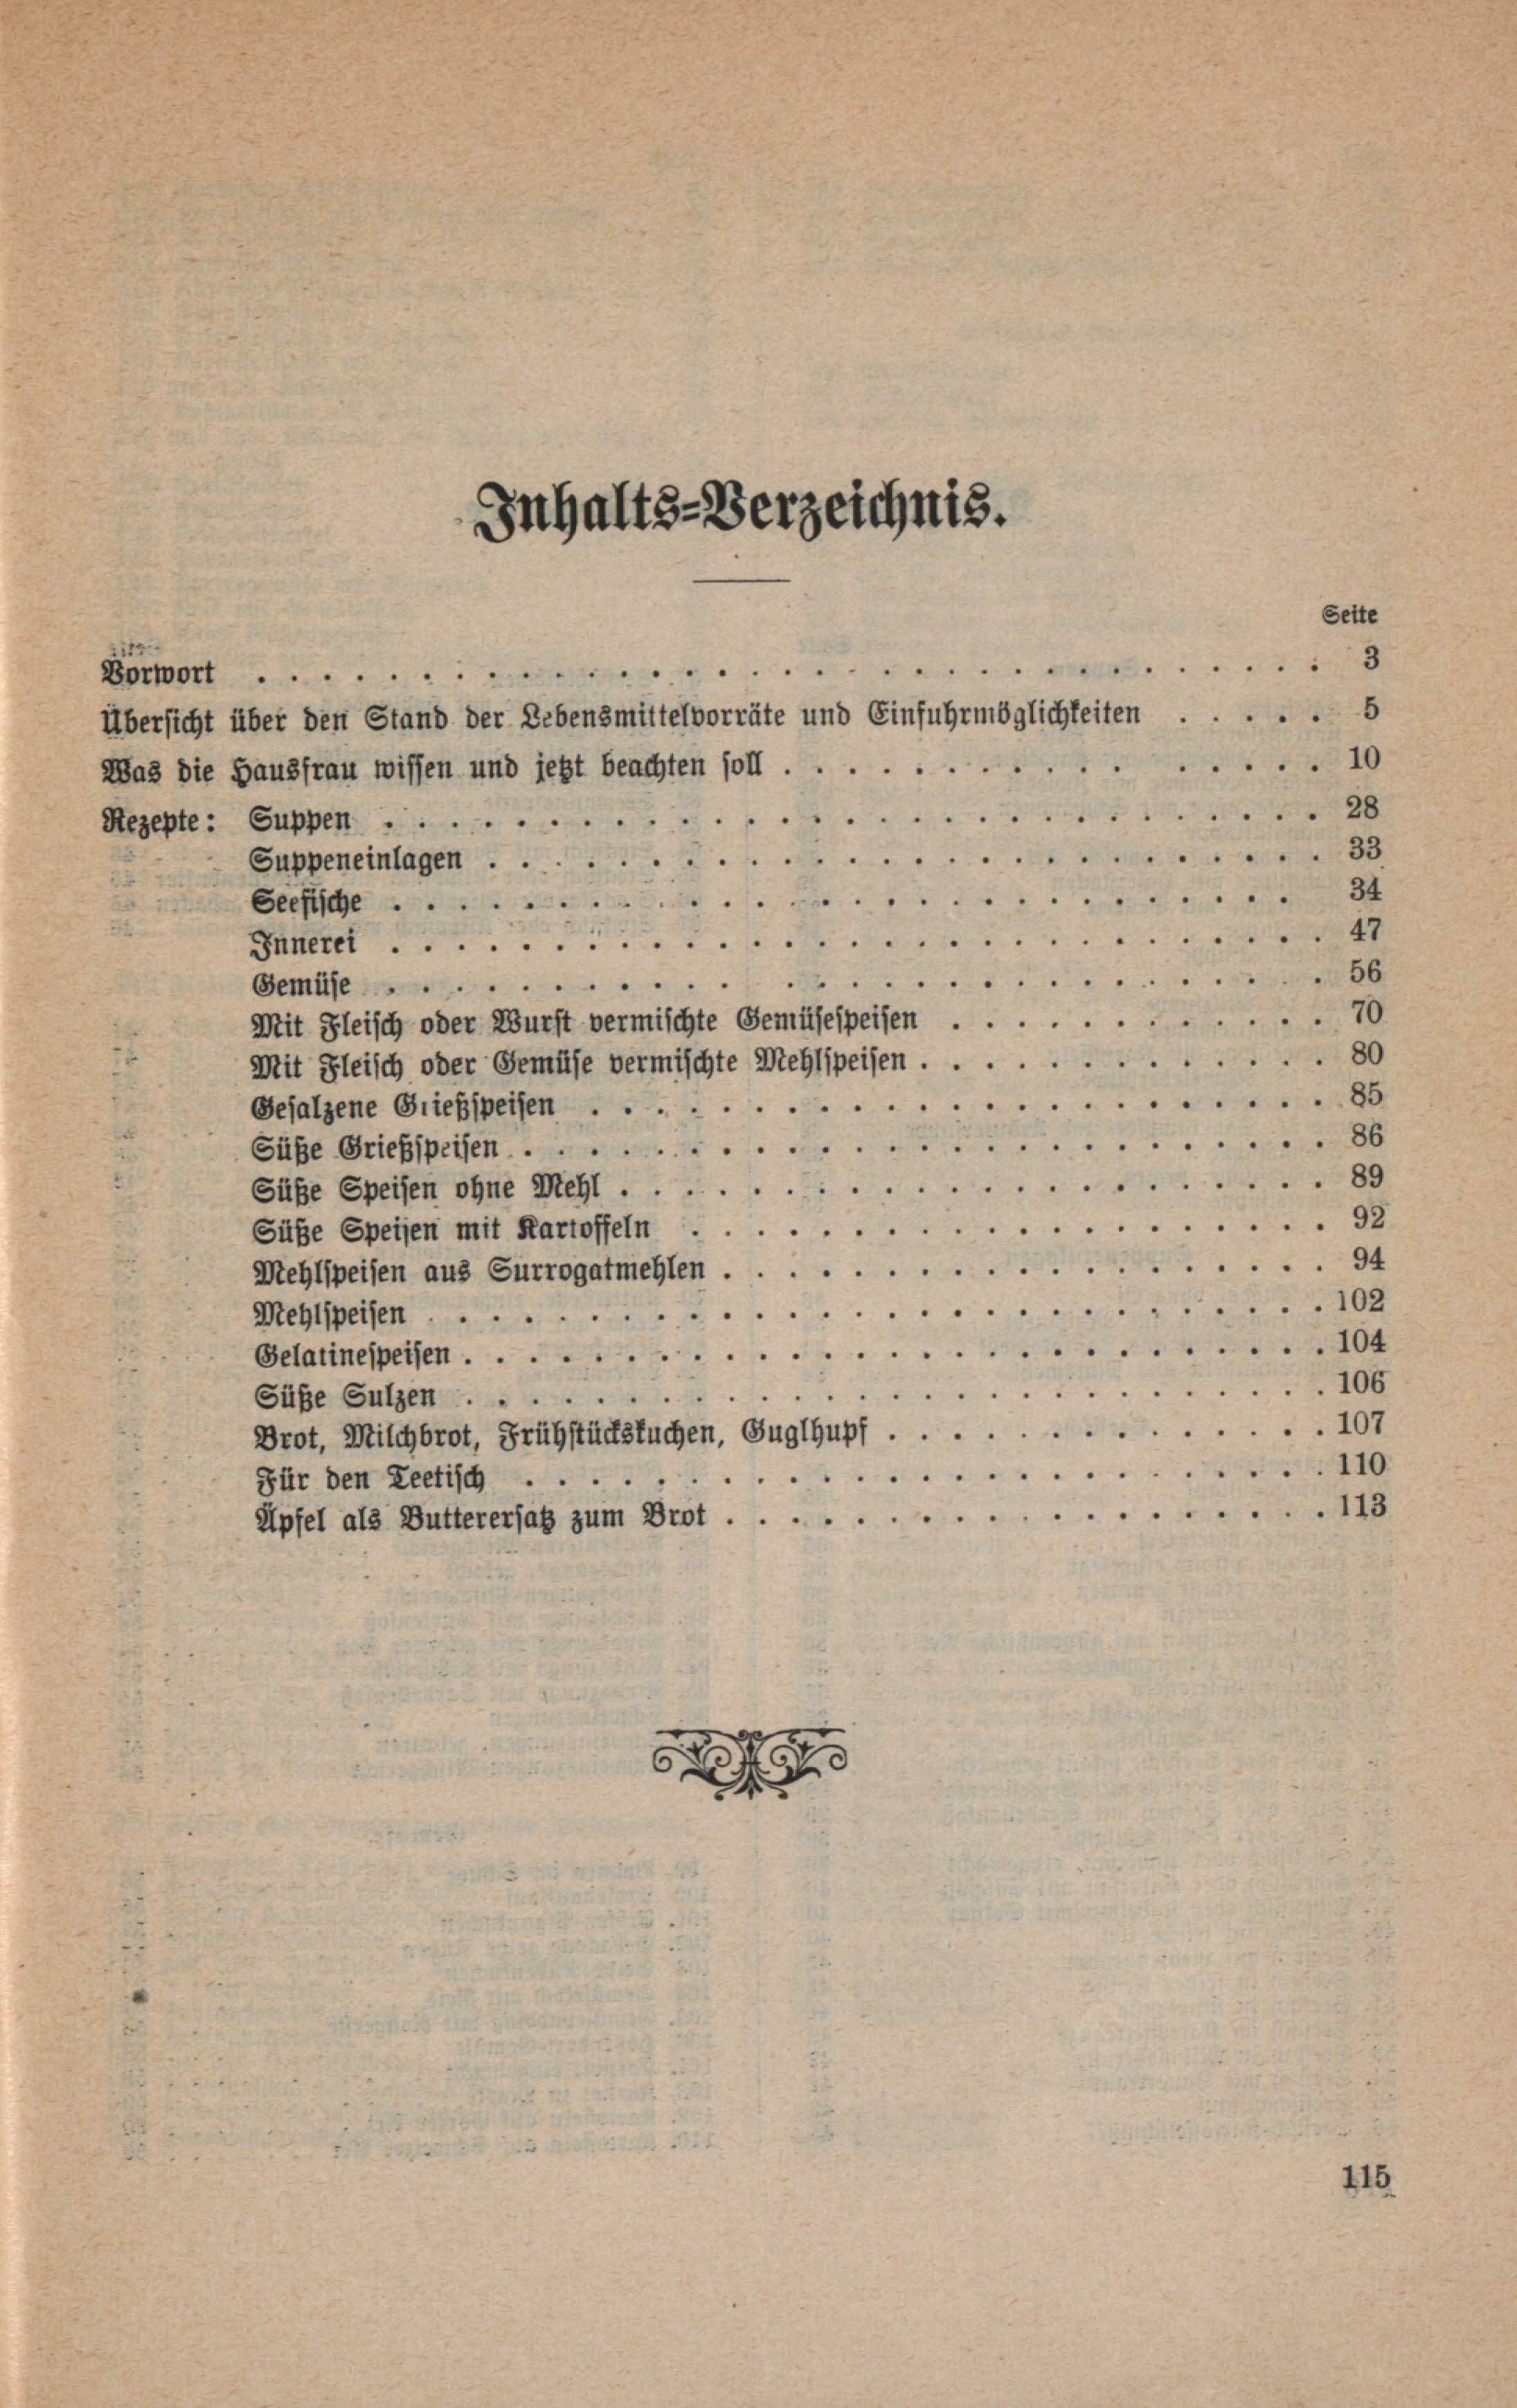 Inhalts-Verzeichnis.
Seite
Vorwort . . . . . . . . . . . . . . . . . . . . 3
Übersicht über den Stand der Lebensmittelvorräte und Einfuhrmöglichkeiten . . . . . 5
Was die Hausfrau wissen und jetzt beachten soll . . . . . . . . . . 10
Rezepte: Suppen . . . . . . . . . . . . . . . 28
Suppeneinlagen . . . . . . . . . . . . . . . 33
Seefische . . . . . . . . . . . . . . . 34
Innerei . . . . . . . . . . . . . . . 47
Gemüse . . . . . . . . . . . . . . . 56
Mit Fleisch oder Wurst vermischte Gemüsespeisen . . . . . . . . . . 70
Mit Fleisch oder Gemüse vermischte Mehlspeisen . . . . . . . . . . 80
Gesalzene Grießspeisen . . . . . . . . . . . . . . . 85
Süße Grießspeisen . . . . . . . . . . . . . . . 86
Süße Speisen ohne Mehl . . . . . . . . . . . . . . . 89
Süße Speisen mit Kartoffeln . . . . . . . . . . . . . . . 92
Mehlspeisen aus Surrogatmehlen . . . . . . . . . . . . . . . 94
Mehlspeisen . . . . . . . . . . . . . . . 102
Gelatinespeisen . . . . . . . . . . . . . . . 104
Süße Sulzen . . . . . . . . . . . . . . . 106
Brot, Milchbrot, Frühstückskuchen, Guglhupf . . . . . . . . . . 107
Für den Teetisch . . . . . . . . . . . . . . . 110
Äpfel als Butterersatz zum Brot . . . . . . . . . . . . . . . 113
115